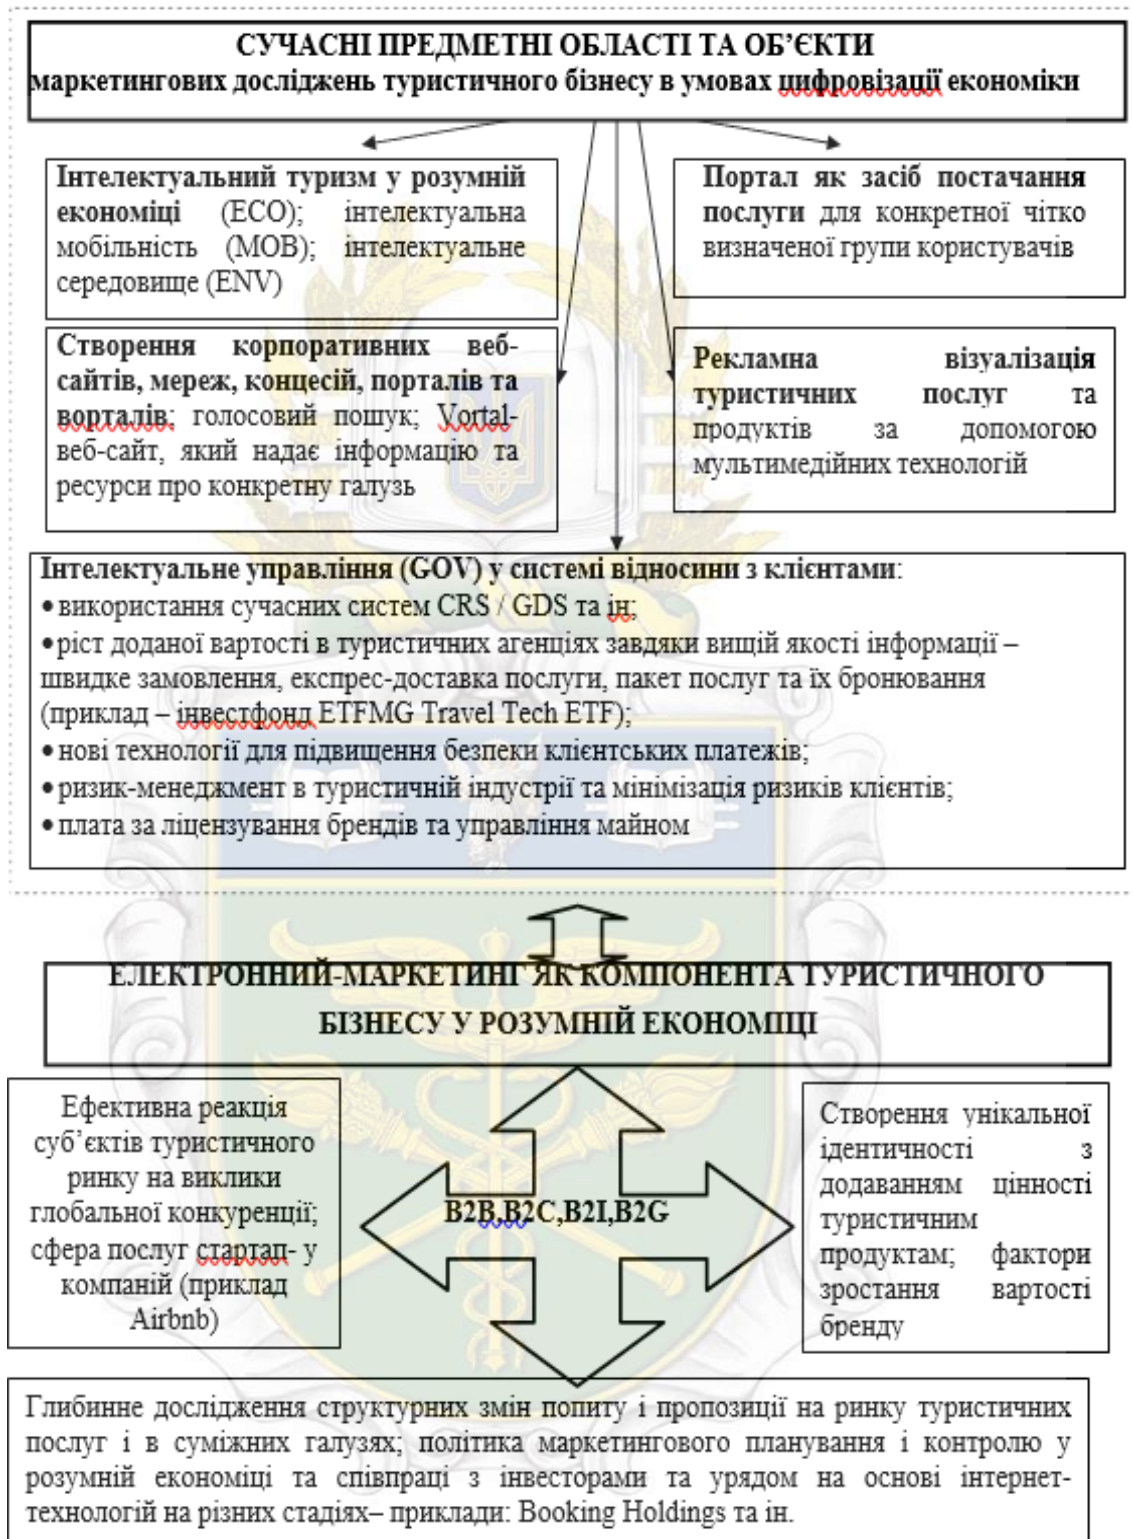 СУЧАСНІ ПРЕДМЕТНІ ОБЛАСТІ ТА ОБ’ЄКТИ
маркетингових досліджень туристичного бізнесу в умовах цифровізації економіки
Інтелектуальний туризм у розумній
економіці (ECO); інтелектуальна
мобільність (MOB); інтелектуальне
середовище (ENV)
Портал як засіб постачання
послуги для конкретної чітко
визначеної групи користувачів
Створення корпоративних веб-
сайтів, мереж, концесій, порталів та
ворталів; голосовий пошук; Vortal-
веб-сайт, який надає інформацію та
ресурси про конкретну галузь
Рекламна візуалізація
туристичних послуг та
продуктів за допомогою
мультимедійних технологій
Інтелектуальне управління (GOV) у системі відносини з клієнтами:
•використання сучасних систем CRS / GDS та ін;
•ріст доданої вартості в туристичних агенціях завдяки вищій якості інформації –
швидке замовлення, експрес-доставка послуги, пакет послуг та їх бронювання
(приклад – інвестфонд ETFMG Travel Tech ETF);
•нові технології для підвищення безпеки клієнтських платежів;
•ризик-менеджмент в туристичній індустрії та мінімізація ризиків клієнтів;
•плата за ліцензування брендів та управління майном
ЕЛЕКТРОННИЙ-МАРКЕТИНГ ЯК КОМПОНЕНТА ТУРИСТИЧНОГО
БІЗНЕСУ У РОЗУМНІЙ ЕКОНОМІЦІ
Ефективна реакція
суб’єктів туристичного
ринку на виклики
глобальної конкуренції;
сфера послуг стартап- у
компаній (приклад
Airbnb)
B2B,B2C,B2I,B2G
Створення унікальної
ідентичності з
додаванням цінності
туристичним
продуктам; фактори
зростання вартості
бренду
Глибинне дослідження структурних змін попиту і пропозиції на ринку туристичних
послуг і в суміжних галузях; політика маркетингового планування і контролю у
розумній економіці та співпраці з інвесторами та урядом на основі інтернет-
технологій на різних стадіях– приклади: Booking Holdings та ін.